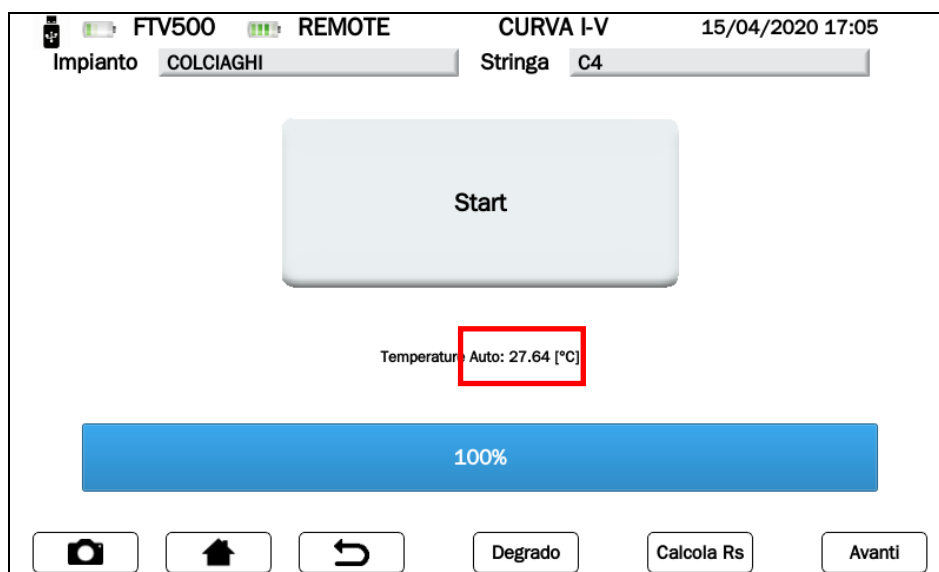 FTV500 REMOTE CURVA I-V 15/04/2020 17:05
Impianto COLCIAGHI Stringa C4
Start
Temperature Auto: 27.64 [°C]
100%
Degrado Calcola Rs Avanti